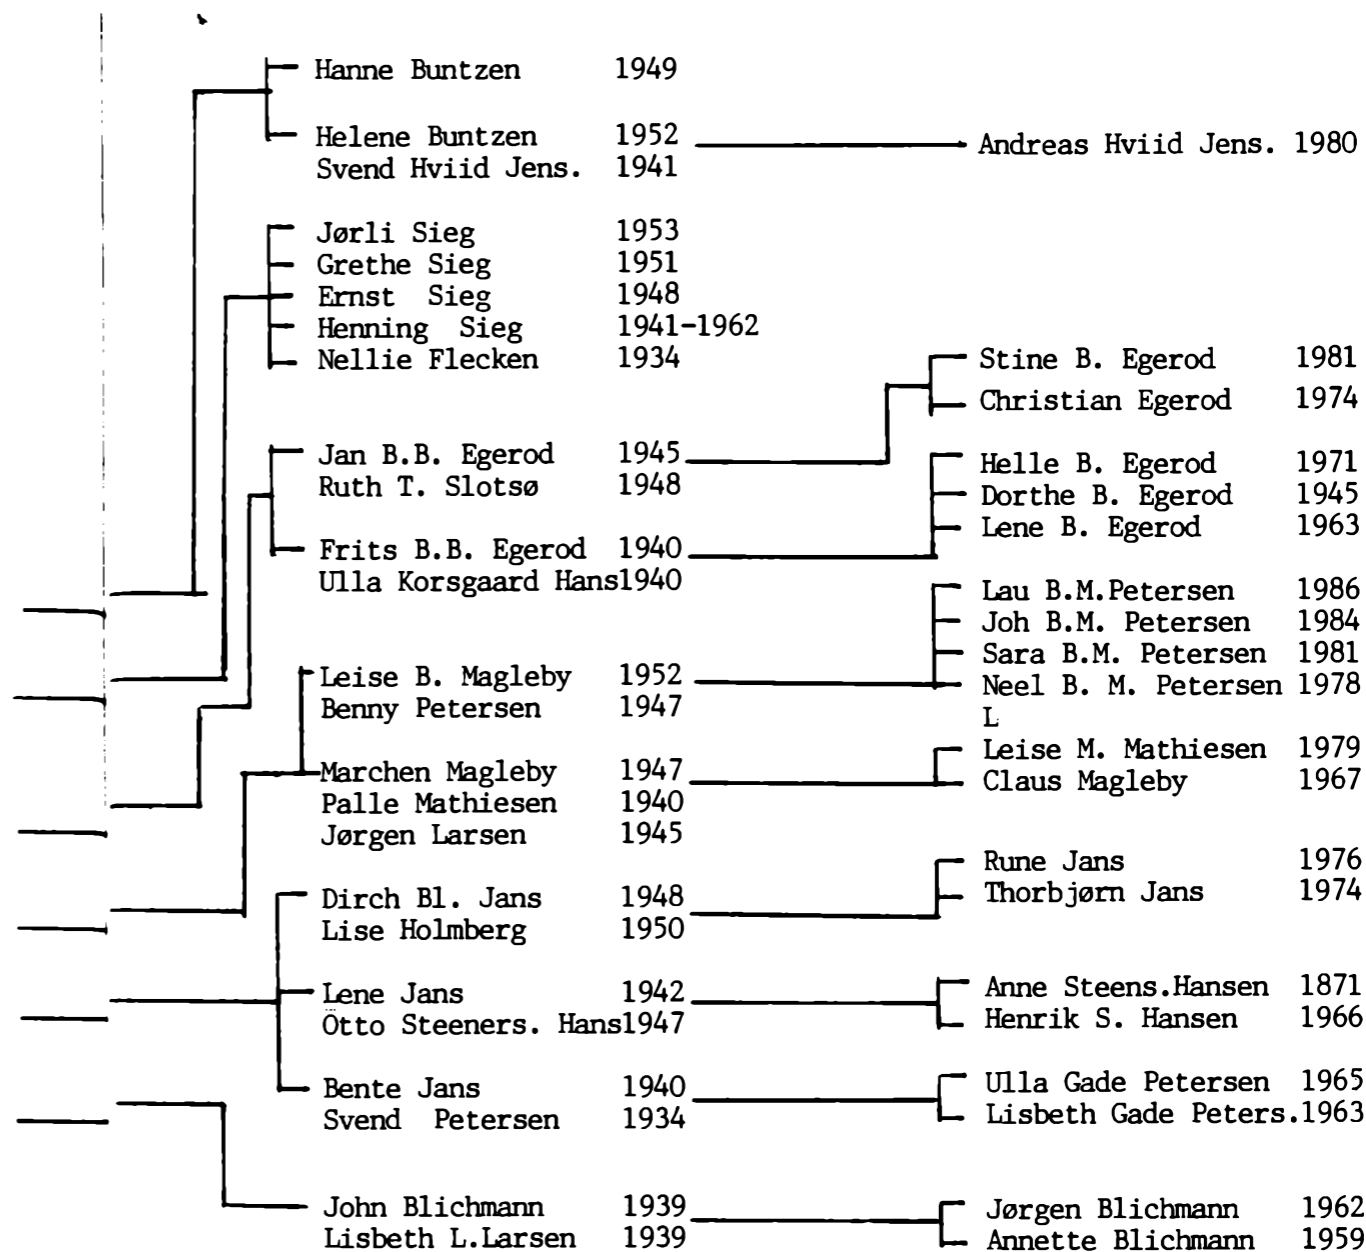 Hanne Buntzen 1949
Helene Buntzen 1952
Svend Hviid Jens. 1941
Andreas Hviid Jens. 1980
Jørli Sieg 1953
Grethe Sieg 1951
Ernst Sieg 1948
Henning Sieg 1941-1962
Nellie Flecken 1934
Stine B. Egerod 1981
Christian Egerod 1974
Jan B.B. Egerod 1945
Ruth T. Slotsø 1948
Helle B. Egerod 1971
Dorthe B. Egerod 1945
Lene B. Egerod 1963
Frits B.B. Egerod 1940
Ulla Korsgaard Hans1940
Lau B.M.Petersen 1986
Joh B.M. Petersen 1984
Sara B.M. Petersen 1981
Neel B. M. Petersen 1978
L
Leise B. Magleby 1952
Benny Petersen 1947
Leise M. Mathiesen 1979
Claus Magleby 1967
Marchen Magleby 1947
Palle Mathiesen 1940
Jørgen Larsen 1945
Rune Jans 1976
Thorbjørn Jans 1974
Dirch Bl. Jans 1948
Lise Holmberg 1950
Lene Jans 1942
Otto Steeners. Hans1947
Anne Steens.Hansen 1871
Henrik S. Hansen 1966
Bente Jans 1940
Svend Petersen 1934
Ulla Gade Petersen 1965
Lisbeth Gade Peters.1963
John Blichmann 1939
Lisbeth L.Larsen 1939
Jørgen Blichmann 1962
Annette Blichmann 1959